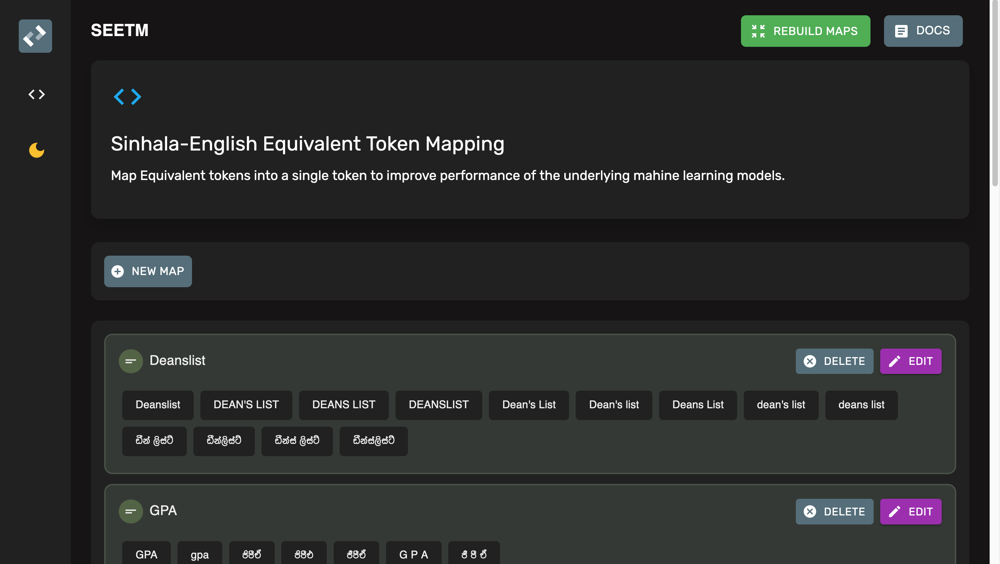 SEETM
REBUILD MAPS
DOCS
Sinhala-English Equivalent Token Mapping
Map Equivalent tokens into a single token to improve performance of the underlying mahine learning models.
NEW MAP
Deanslist
DELETE
EDIT
Deanslist DEAN'S LIST DEANS LIST DEANSLIST Dean's List Dean's list Deans List dean's list deans list
ඩීන් ලිස්ට් ඩීන්ලිස්ට් ඩීන්ස් ලිස්ට් ඩීන්ස්ලිස්ට්
GPA
DELETE
EDIT
GPA gpa ජිපීඒ ජිපීඑ ජීපීඒ G P A ජී පී ඒ